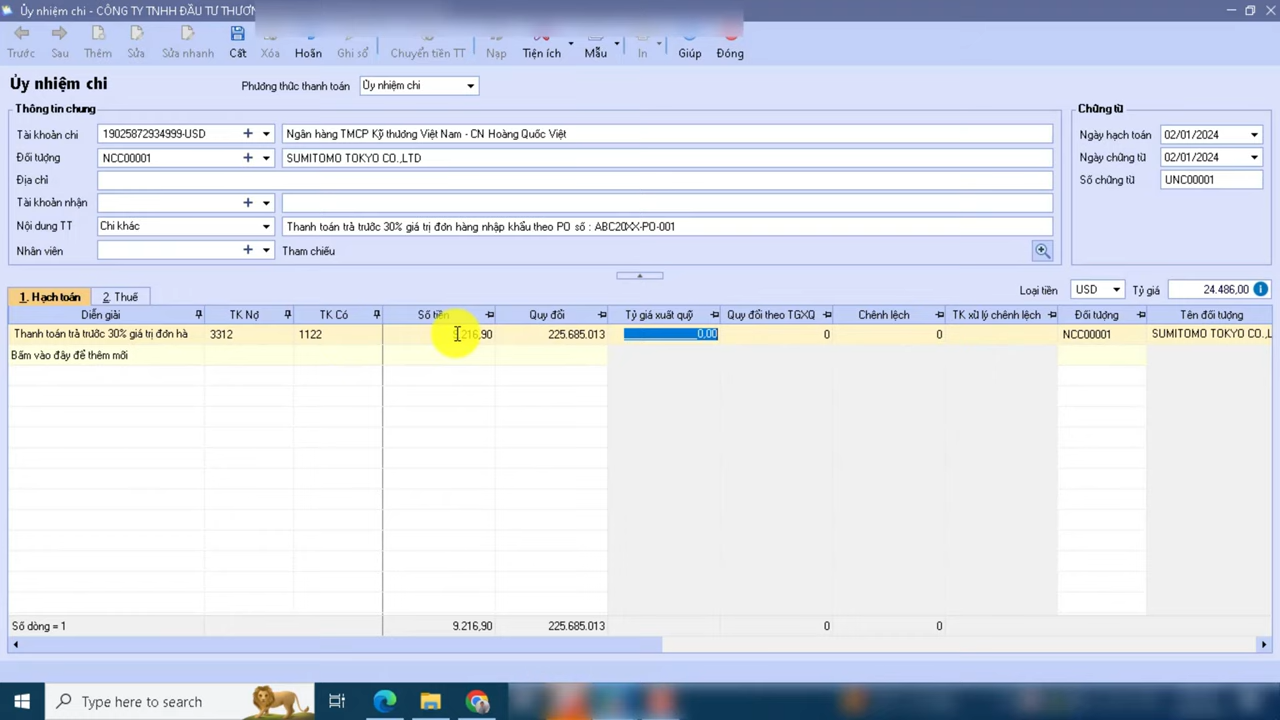 Ủy nhiệm chi - CÔNG TY TNHH ĐẦU TƯ THƯƠN
Trước Sau Thêm Sửa Sửa nhanh Cất Xóa Hoãn Ghi sổ Chuyển tiền TT Nạp Tiện ích Mẫu In Giúp Đóng
Ủy nhiệm chi
Phương thức thanh toán Ủy nhiệm chi
Thông tin chung
Chứng từ
Tài khoản chi 19025872934999-USD Ngân hàng TMCP Kỹ thương Việt Nam - CN Hoàng Quốc Việt
Ngày hạch toán 02/01/2024
Đối tượng NCC00001 SUMITOMO TOKYO CO.,LTD
Ngày chứng từ 02/01/2024
Địa chỉ
Số chứng từ UNC00001
Tài khoản nhận
Nội dung TT Chi khác Thanh toán trả trước 30% giá trị đơn hàng nhập khẩu theo PO số : ABC20XX-PO-001
Nhân viên Tham chiếu
Loại tiền USD Tỷ giá 24.486,00
1. Hạch toán 2. Thuế
Diễn giải TK Nợ TK Có Số tiền Quy đổi Tỷ giá xuất quỹ Quy đổi theo TGXQ Chênh lệch TK xử lý chênh lệch Đối tượng Tên đối tượng
Thanh toán trả trước 30% giá trị đơn hà 3312 1122 9.216,90 225.685.013 0,00 0 0 NCC00001 SUMITOMO TOKYO CO.,L
Bấm vào đây để thêm mới
Số dòng = 1 9.216,90 225.685.013 0 0
Type here to search